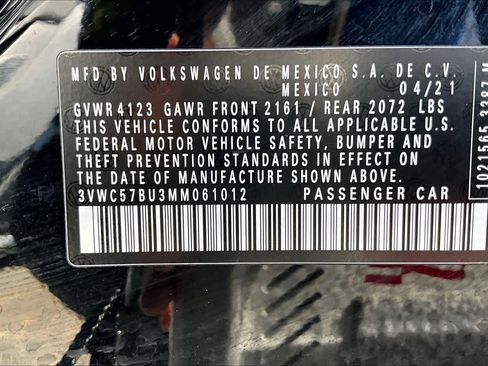 MFD BY VOLKSWAGEN DE MEXICO S.A. DE C.V.
MEXICO 04/21
GVWR 4123 GAWR FRONT 2161 / REAR 2072 LBS
THIS VEHICLE CONFORMS TO ALL APPLICABLE U.S.
FEDERAL MOTOR VEHICLE SAFETY, BUMPER AND
THEFT PREVENTION STANDARDS IN EFFECT ON
THE DATE OF MANUFACTURE SHOWN ABOVE.
3VWC57BU3MM061012 PASSENGER CAR
1021565 3387 M